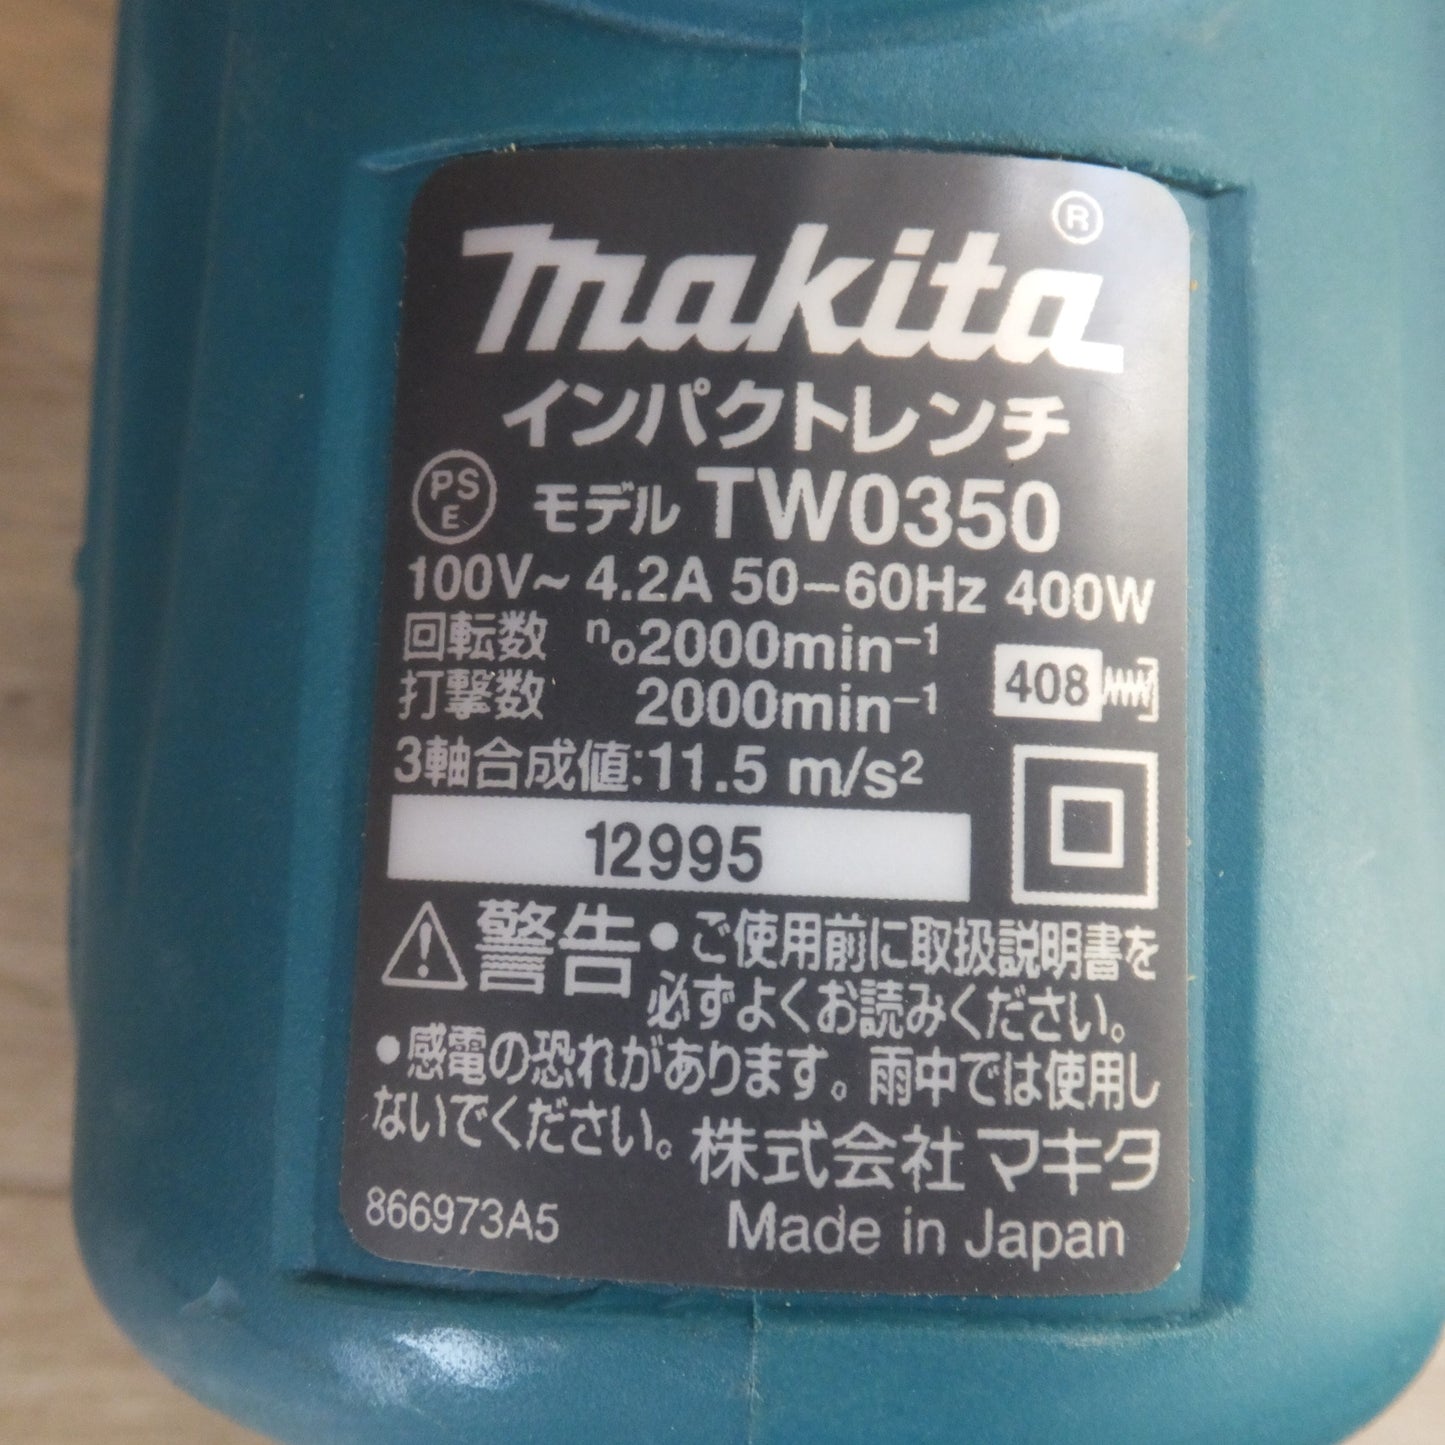 makita®
インパクトレンチ
PSE モデル TW0350
100V~ 4.2A 50-60Hz 400W
回転数 no2000min-1
打撃数 2000min-1
408
3軸合成値:11.5 m/s2
12995
警告 •ご使用前に取扱説明書を
必ずよくお読みください。
•感電の恐れがあります。雨中では使用し
ないでください。
株式会社 マキタ
866973A5
Made in Japan